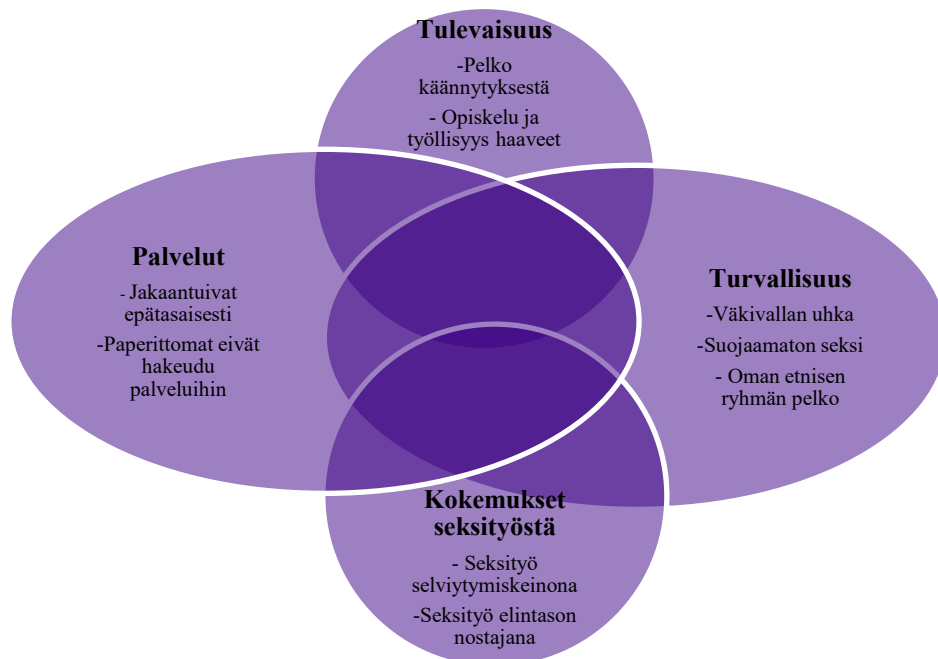 Tulevaisuus
-Pelko
käännytyksestä
- Opiskelu ja
työllisyys haaveet
Palvelut
- Jakaantuivat
epätasaisesti
-Paperittomat eivät
hakeudu
palveluihin
Turvallisuus
-Väkivallan uhka
-Suojaamaton seksi
- Oman etnisen
ryhmän pelko
Kokemukset
seksityöstä
- Seksityö
selviytymiskeinona
-Seksityö elintason
nostajana